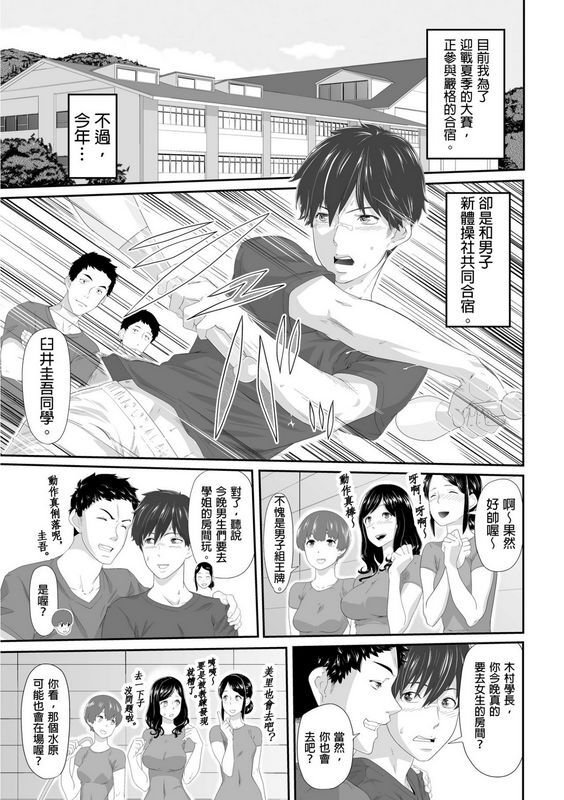 目前我為了
迎戰夏季的大賽，
正參與嚴格的合宿。
不過，
今年…
卻是和男子
新體操社共同合宿。
臼井圭吾同學。
啊～果然
好帥喔～
呀啊！呀啊！
動作真棒～
不愧是男子組王牌。
對了，聽說
今晚男生們要去
學姐的房間玩。
動作真俐落呢，
圭吾。
是喔？
木村學長，
你今晚真的
要去女生的房間？
當然，
你也會
去吧？
美里也會去吧？
噢噢～
要是被教練發現
就糟了。
去一下子
沒問題啦。
你看，那個水原
可能也會在場喔？